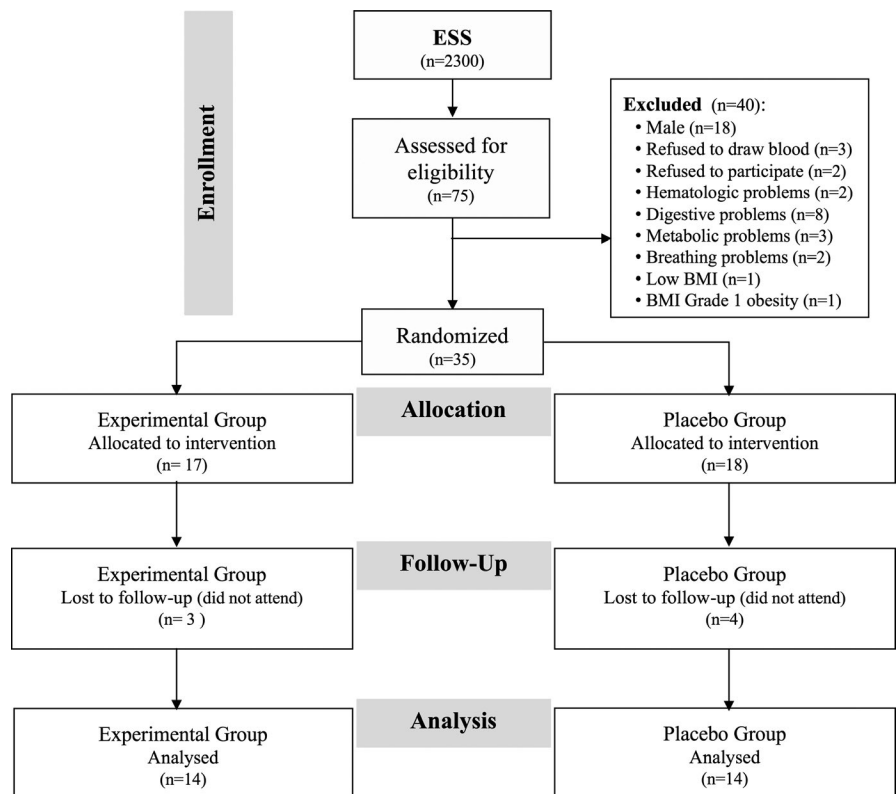 ESS
(n=2300)
Enrollment
Assessed for
eligibility
(n=75)
Excluded (n=40):
• Male (n=18)
• Refused to draw blood (n=3)
• Refused to participate (n=2)
• Hematologic problems (n=2)
• Digestive problems (n=8)
• Metabolic problems (n=3)
• Breathing problems (n=2)
• Low BMI (n=1)
• BMI Grade 1 obesity (n=1)
Randomized
(n=35)
Allocation
Experimental Group
Allocated to intervention
(n= 17)
Placebo Group
Allocated to intervention
(n=18)
Follow-Up
Experimental Group
Lost to follow-up (did not attend)
(n= 3 )
Placebo Group
Lost to follow-up (did not attend)
(n=4)
Analysis
Experimental Group
Analysed
(n=14)
Placebo Group
Analysed
(n=14)